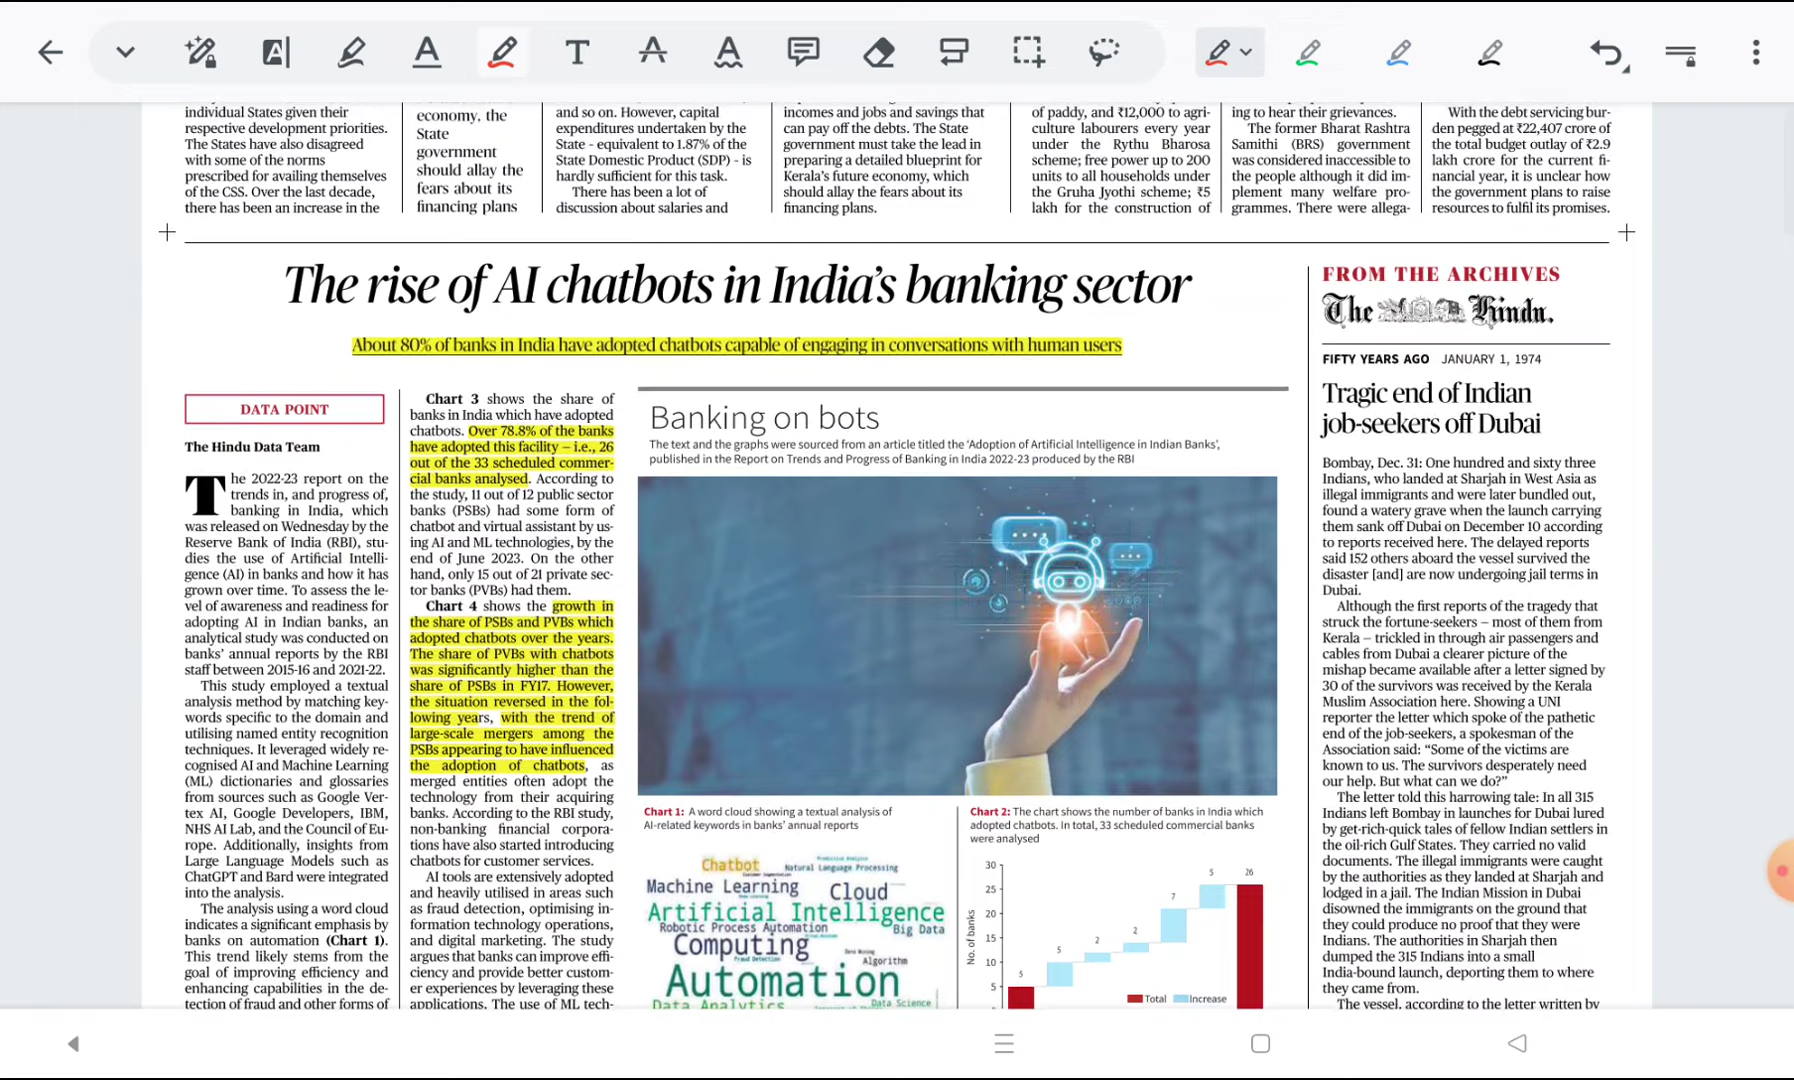 individual States given their
respective development priorities.
The States have also disagreed
with some of the norms
prescribed for availing themselves
of the CSS. Over the last decade,
there has been an increase in the
economy, the
State
government
should allay the
fears about its
financing plans
and so on. However, capital
expenditures undertaken by the
State - equivalent to 1.87% of the
State Domestic Product (SDP) - is
hardly sufficient for this task.
There has been a lot of
discussion about salaries and
incomes and jobs and savings that
can pay off the debts. The State
government must take the lead in
preparing a detailed blueprint for
Kerala's future economy, which
should allay the fears about its
financing plans.
of paddy, and ₹12,000 to agri-
culture labourers every year
under the Rythu Bharosa
scheme; free power up to 200
units to all households under
the Gruha Jyothi scheme; ₹5
lakh for the construction of
ing to hear their grievances.
The former Bharat Rashtra
Samithi (BRS) government
was considered inaccessible to
the people although it did im-
plement many welfare pro-
grammes. There were allega-
With the debt servicing bur-
den pegged at ₹22,407 crore of
the total budget outlay of ₹2.9
lakh crore for the current fi-
nancial year, it is unclear how
the government plans to raise
resources to fulfil its promises.
The rise of AI chatbots in India's banking sector
About 80% of banks in India have adopted chatbots capable of engaging in conversations with human users
DATA POINT
The Hindu Data Team
The 2022-23 report on the
trends in, and progress of,
banking in India, which
was released on Wednesday by the
Reserve Bank of India (RBI), stu-
dies the use of Artificial Intelli-
gence (AI) in banks and how it has
grown over time. To assess the le-
vel of awareness and readiness for
adopting AI in Indian banks, an
analytical study was conducted on
banks' annual reports by the RBI
staff between 2015-16 and 2021-22.
This study employed a textual
analysis method by matching key-
words specific to the domain and
utilising named entity recognition
techniques. It leveraged widely re-
cognised AI and Machine Learning
(ML) dictionaries and glossaries
from sources such as Google Ver-
tex AI, Google Developers, IBM,
NHS AI Lab, and the Council of Eu-
rope. Additionally, insights from
Large Language Models such as
ChatGPT and Bard were integrated
into the analysis.
The analysis using a word cloud
indicates a significant emphasis by
banks on automation (Chart 1).
This trend likely stems from the
goal of improving efficiency and
enhancing capabilities in the de-
tection of fraud and other forms of
Chart 3 shows the share of
banks in India which have adopted
chatbots. Over 78.8% of the banks
have adopted this facility – i.e., 26
out of the 33 scheduled commer-
cial banks analysed. According to
the study, 11 out of 12 public sector
banks (PSBs) had some form of
chatbot and virtual assistant by us-
ing AI and ML technologies, by the
end of June 2023. On the other
hand, only 15 out of 21 private sec-
tor banks (PVBs) had them.
Chart 4 shows the growth in
the share of PSBs and PVBs which
adopted chatbots over the years.
The share of PVBs with chatbots
was significantly higher than the
share of PSBs in FY17. However,
the situation reversed in the fol-
lowing years, with the trend of
large-scale mergers among the
PSBs appearing to have influenced
the adoption of chatbots, as
merged entities often adopt the
technology from their acquiring
banks. According to the RBI study,
non-banking financial corpora-
tions have also started introducing
chatbots for customer services.
AI tools are extensively adopted
and heavily utilised in areas such
as fraud detection, optimising in-
formation technology operations,
and digital marketing. The study
argues that banks can improve effi-
ciency and provide better custom-
er experiences by leveraging these
applications. The use of ML tech-
Banking on bots
The text and the graphs were sourced from an article titled the 'Adoption of Artificial Intelligence in Indian Banks',
published in the Report on Trends and Progress of Banking in India 2022-23 produced by the RBI
Chart 1: A word cloud showing a textual analysis of
AI-related keywords in banks' annual reports
Chatbot
Natural Language Processing
Machine Learning
Cloud
Artificial Intelligence
Robotic Process Automation
Big Data
Computing
Data Mining
Fraud Detection
Algorithm
Automation
Data Analytics
Data Science
Chart 2: The chart shows the number of banks in India which
adopted chatbots. In total, 33 scheduled commercial banks
were analysed
No. of banks
30
25
20
15
10
5
5
5
2
2
7
5
26
Total
Increase
FROM THE ARCHIVES
The Hindu.
FIFTY YEARS AGO JANUARY 1, 1974
Tragic end of Indian
job-seekers off Dubai
Bombay, Dec. 31: One hundred and sixty three
Indians, who landed at Sharjah in West Asia as
illegal immigrants and were later bundled out,
found a watery grave when the launch carrying
them sank off Dubai on December 10 according
to reports received here. The delayed reports
said 152 others aboard the vessel survived the
disaster [and] are now undergoing jail terms in
Dubai.
Although the first reports of the tragedy that
struck the fortune-seekers – most of them from
Kerala – trickled in through air passengers and
cables from Dubai a clearer picture of the
mishap became available after a letter signed by
30 of the survivors was received by the Kerala
Muslim Association here. Showing a UNI
reporter the letter which spoke of the pathetic
end of the job-seekers, a spokesman of the
Association said: "Some of the victims are
known to us. The survivors desperately need
our help. But what can we do?"
The letter told this harrowing tale: In all 315
Indians left Bombay in launches for Dubai lured
by get-rich-quick tales of fellow Indian settlers in
the oil-rich Gulf States. They carried no valid
documents. The illegal immigrants were caught
by the authorities as they landed at Sharjah and
lodged in a jail. The Indian Mission in Dubai
disowned the immigrants on the ground that
they could produce no proof that they were
Indians. The authorities in Sharjah then
dumped the 315 Indians into a small
India-bound launch, deporting them to where
they came from.
The vessel, according to the letter written by